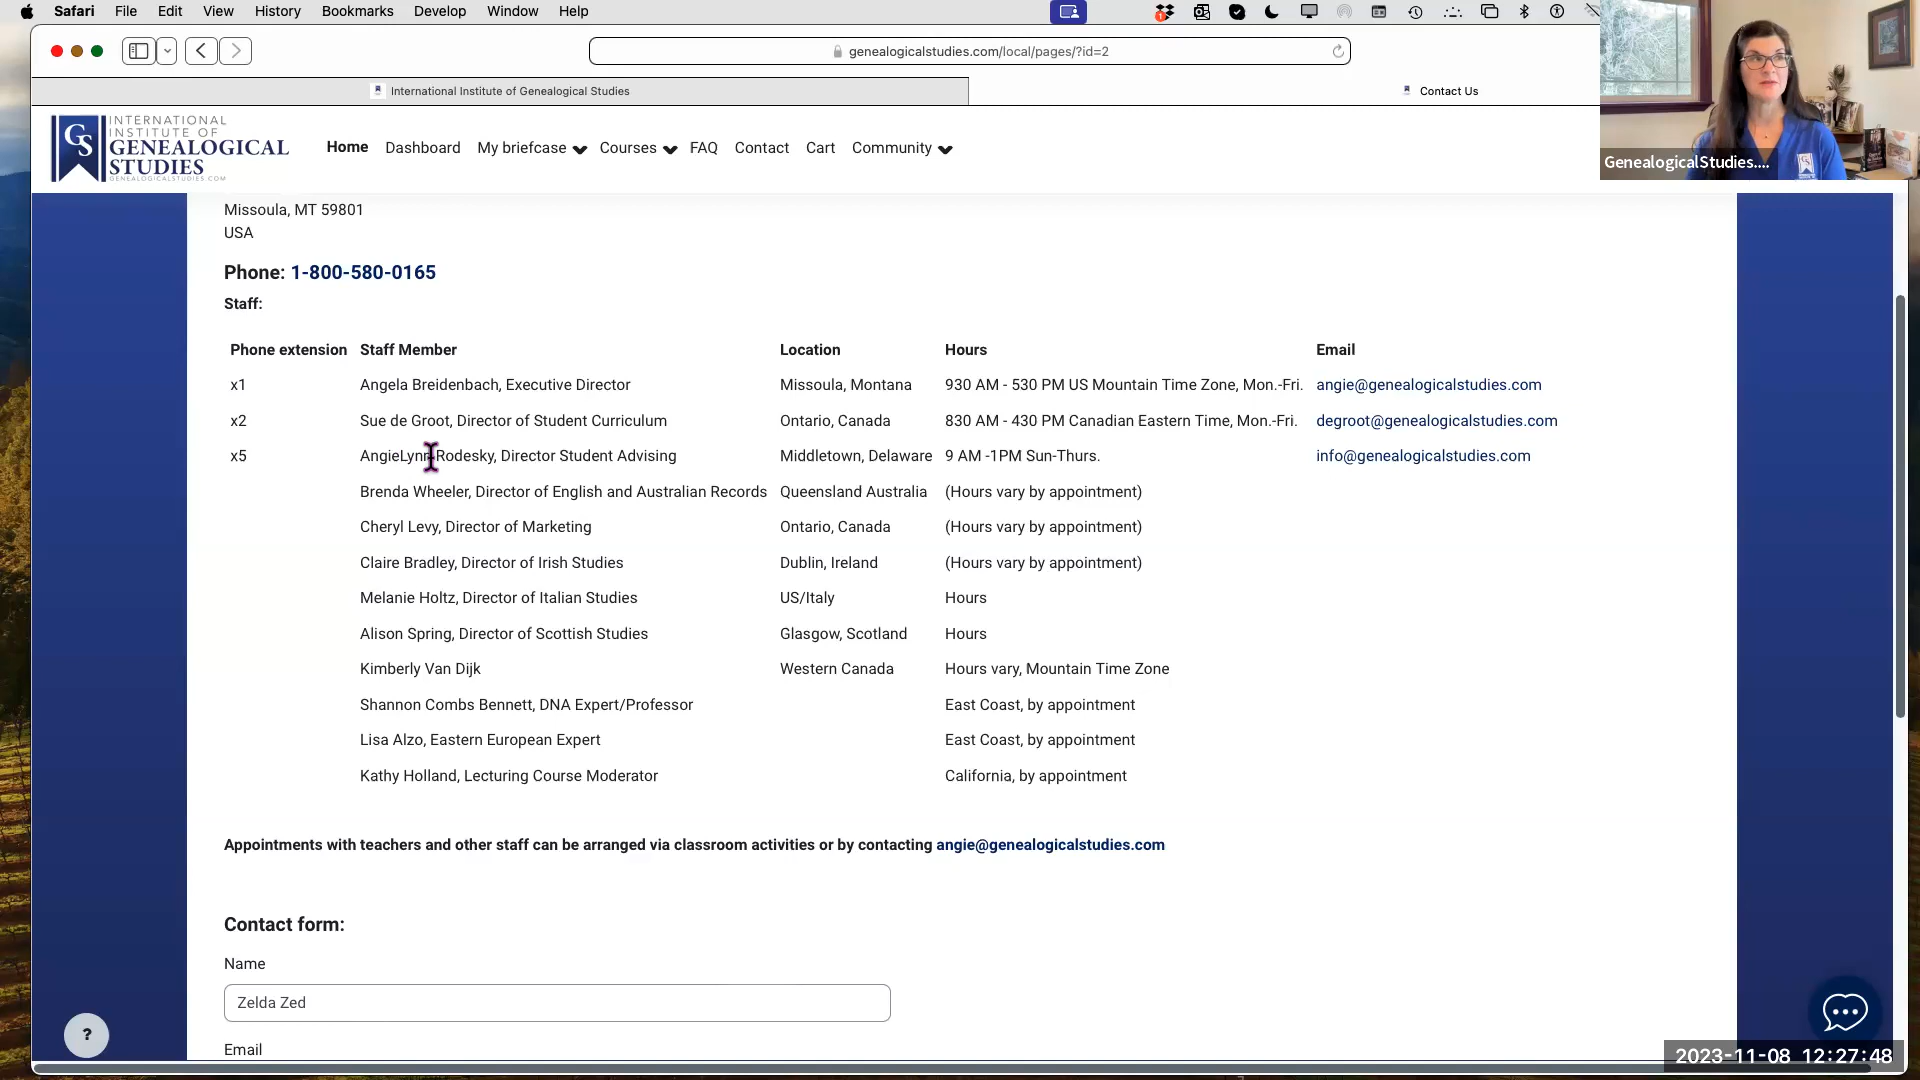 Safari File Edit View History Bookmarks Develop Window Help
genealogicalstudies.com/local/pages/?id=2
International Institute of Genealogical Studies
Contact Us
INTERNATIONAL
INSTITUTE OF
GENEALOGICAL
STUDIES
GENEALOGICALSTUDIES.COM
GS
Home Dashboard My briefcase Courses FAQ Contact Cart Community
GenealogicalStudies....
Missoula, MT 59801
USA
Phone: 1-800-580-0165
Staff:
Phone extension Staff Member Location Hours Email
x1 Angela Breidenbach, Executive Director Missoula, Montana 930 AM - 530 PM US Mountain Time Zone, Mon.-Fri. angie@genealogicalstudies.com
x2 Sue de Groot, Director of Student Curriculum Ontario, Canada 830 AM - 430 PM Canadian Eastern Time, Mon.-Fri. degroot@genealogicalstudies.com
x5 AngieLynn Rodesky, Director Student Advising Middletown, Delaware 9 AM -1PM Sun-Thurs. info@genealogicalstudies.com
Brenda Wheeler, Director of English and Australian Records Queensland Australia (Hours vary by appointment)
Cheryl Levy, Director of Marketing Ontario, Canada (Hours vary by appointment)
Claire Bradley, Director of Irish Studies Dublin, Ireland (Hours vary by appointment)
Melanie Holtz, Director of Italian Studies US/Italy Hours
Alison Spring, Director of Scottish Studies Glasgow, Scotland Hours
Kimberly Van Dijk Western Canada Hours vary, Mountain Time Zone
Shannon Combs Bennett, DNA Expert/Professor East Coast, by appointment
Lisa Alzo, Eastern European Expert East Coast, by appointment
Kathy Holland, Lecturing Course Moderator California, by appointment
Appointments with teachers and other staff can be arranged via classroom activities or by contacting angie@genealogicalstudies.com
Contact form:
Name
Zelda Zed
Email
?
2023-11-08 12:27:48